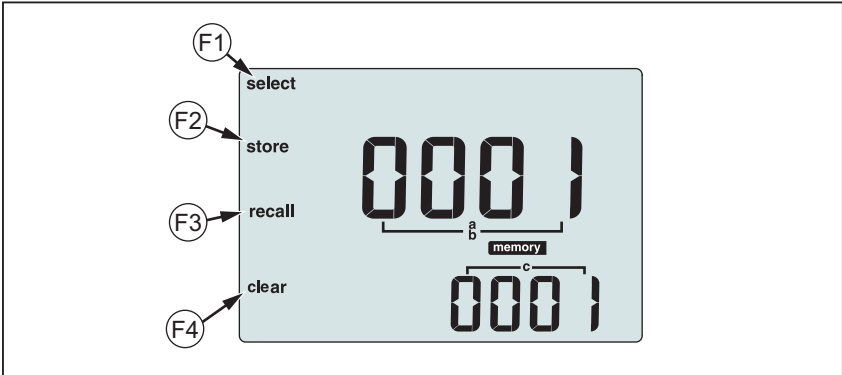 F1
select
F2
store
0001
F3
recall
a
b
memory
c
F4
clear
0001